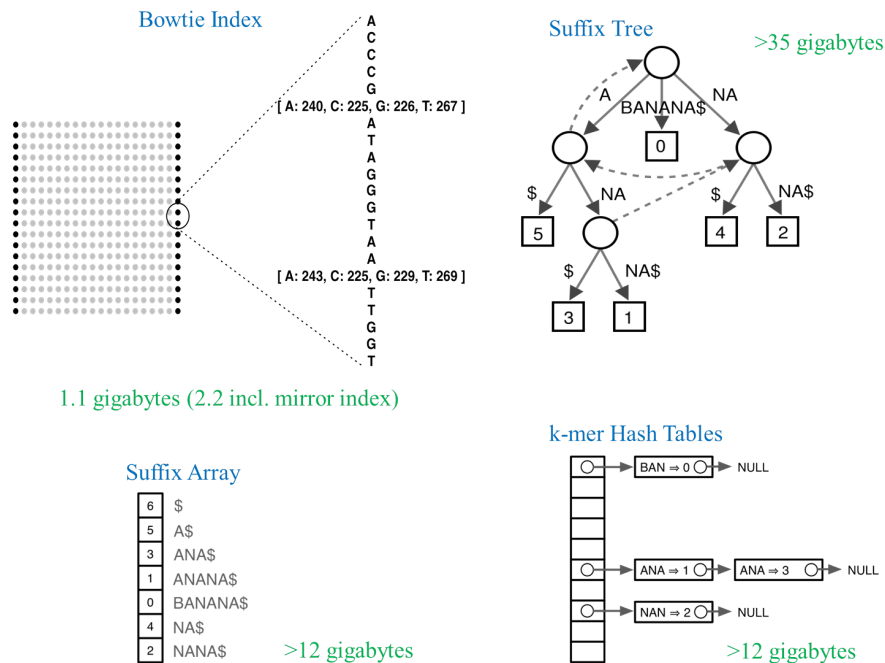 Bowtie Index
A
C
C
C
G
[ A: 240, C: 225, G: 226, T: 267 ]
A
T
A
G
G
G
T
A
A
[ A: 243, C: 225, G: 229, T: 269 ]
T
T
G
G
T
1.1 gigabytes (2.2 incl. mirror index)
Suffix Tree
>35 gigabytes
A
BANANA$
NA
0
$
NA
$
NA$
5
4
2
$
NA$
3
1
Suffix Array
6 $
5 A$
3 ANA$
1 ANANA$
0 BANANA$
4 NA$
2 NANA$
>12 gigabytes
k-mer Hash Tables
BAN ⇒ 0 NULL
ANA ⇒ 1 ANA ⇒ 3 NULL
NAN ⇒ 2 NULL
>12 gigabytes